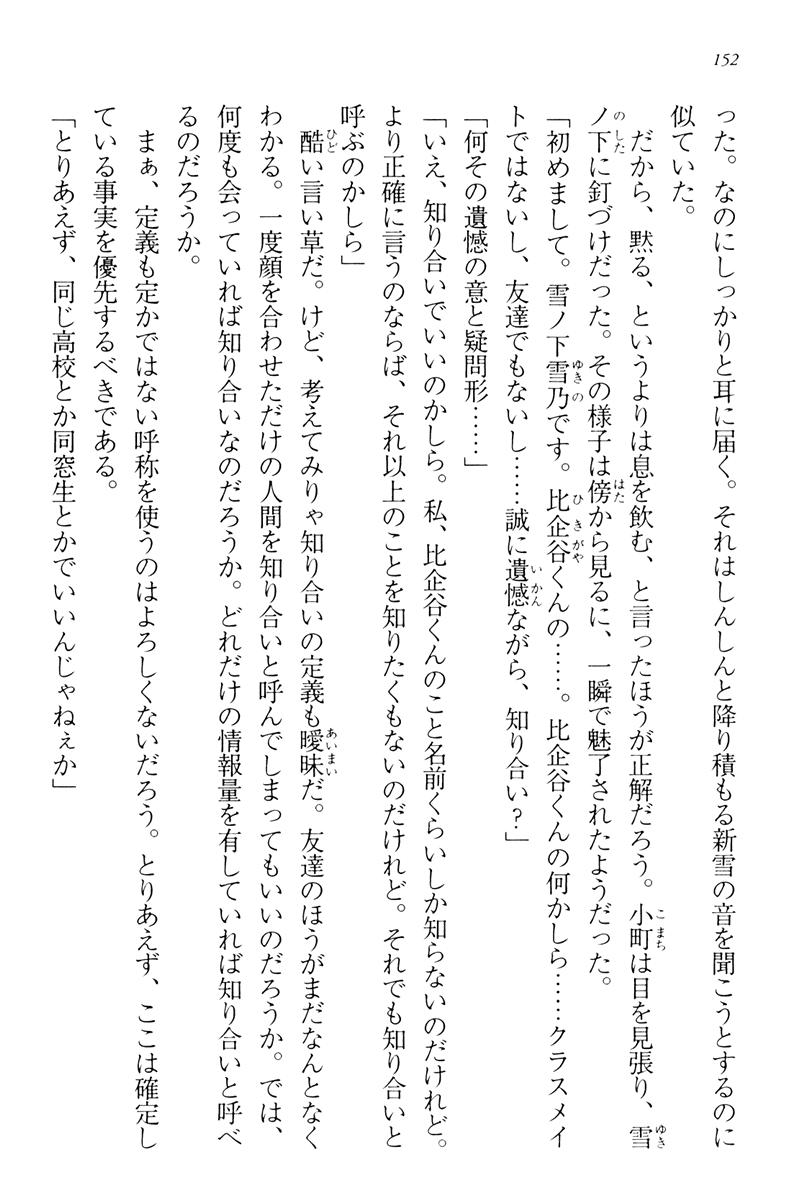 152
った。なのにしっかりと耳に届く。それはしんしんと降り積もる新雪の音を聞こうとするのに
似ていた。
だから、黙る、というよりは息を飲む、と言ったほうが正解だろう。小町は目を見張り、雪
ノ下に釘づけだった。その様子は傍から見るに、一瞬で魅了されたようだった。
「初めまして。雪ノ下雪乃です。比企谷くんの……。比企谷くんの何かしら……クラスメイ
トではないし、友達でもないし……誠に遺憾ながら、知り合い?」
「何その遺憾の意と疑問形……」
「いえ、知り合いでいいのかしら。私、比企谷くんのこと名前くらいしか知らないのだけれど。
より正確に言うのならば、それ以上のことを知りたくもないのだけれど。それでも知り合いと
呼ぶのかしら」
酷い言い草だ。けど、考えてみりゃ知り合いの定義も曖昧だ。友達のほうがまだなんとなく
わかる。一度顔を合わせただけの人間を知り合いと呼んでしまってもいいのだろうか。では、
何度も会っていれば知り合いなのだろうか。どれだけの情報量を有していれば知り合いと呼べ
るのだろうか。
まぁ、定義も定かではない呼称を使うのはよろしくないだろう。とりあえず、ここは確定し
ている事実を優先するべきである。
「とりあえず、同じ高校とか同窓生とかでいいんじゃねぇか」